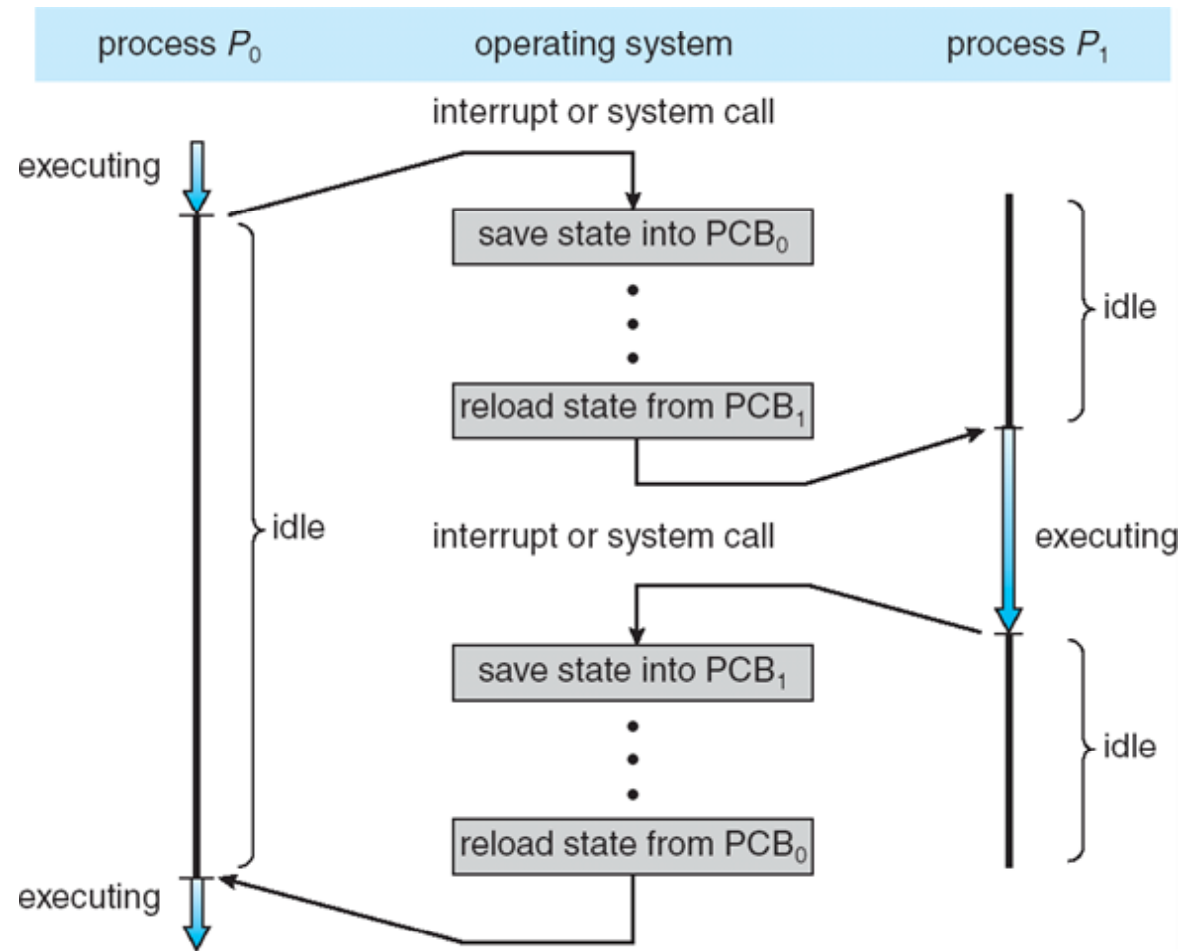 process P₀ operating system process P₁
interrupt or system call
executing
save state into PCB₀
idle
reload state from PCB₁
idle
interrupt or system call
executing
save state into PCB₁
idle
reload state from PCB₀
executing